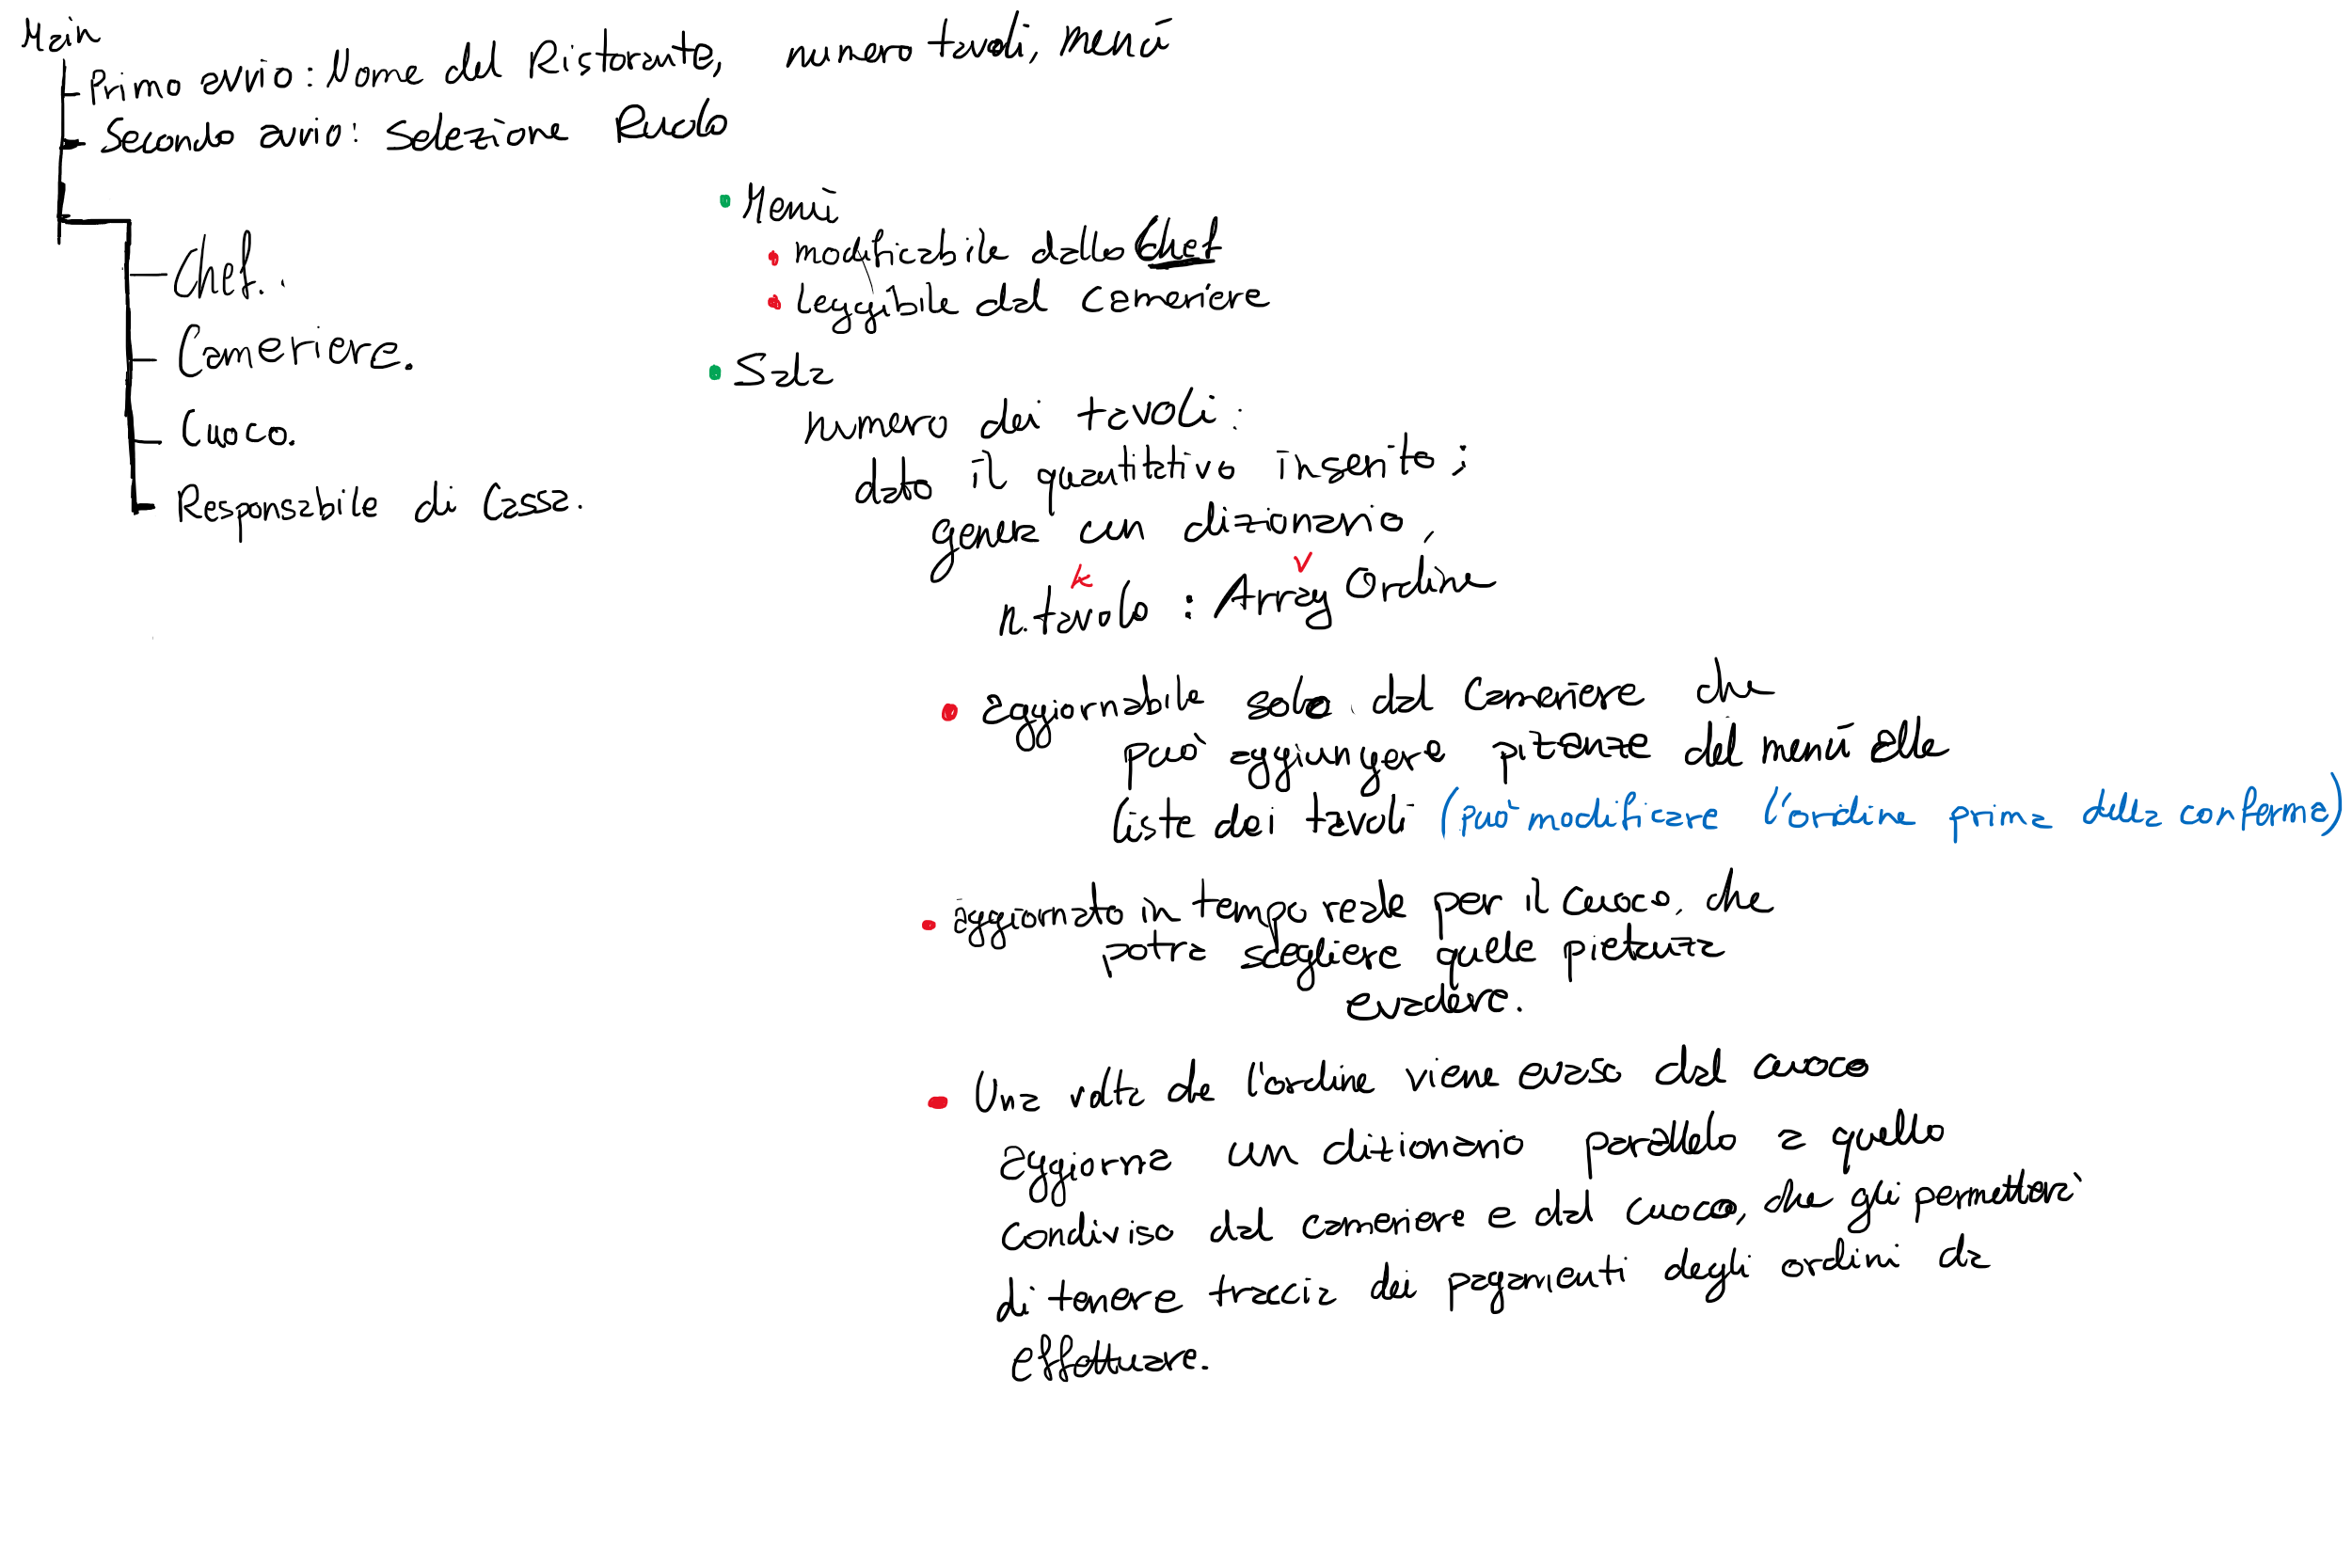 Main
Primo avvio: Nome del Ristorante, numero tavoli, menù
Secondo avvio: Selezione Ruolo
Chef.
Cameriere.
Cuoco.
Responsabile di Cassa.
• Menù
• modificabile dallo Chef
• Leggibile dal cameriere
• Sala
numero dei tavoli:
dato il quantitativo inserito;
genera un dizionario,
k v
n. tavolo : Array Ordine
• aggiornabile solo dal Cameriere che
può aggiungere pitanze del menù alle
liste dei tavoli (può modificare l'ordine prima della conferma)
• aggiornato in tempo reale per il cuoco, che
potra scegliere quale pietanza
evadere.
• Una volta che l'ordine viene evaso dal cuoco
aggiorna un dizionario parallelo a quello
condiviso dal cameriere e dal cuoco, che gli permetterà
di tenere traccia dei pagamenti degli ordini da
effettuare.